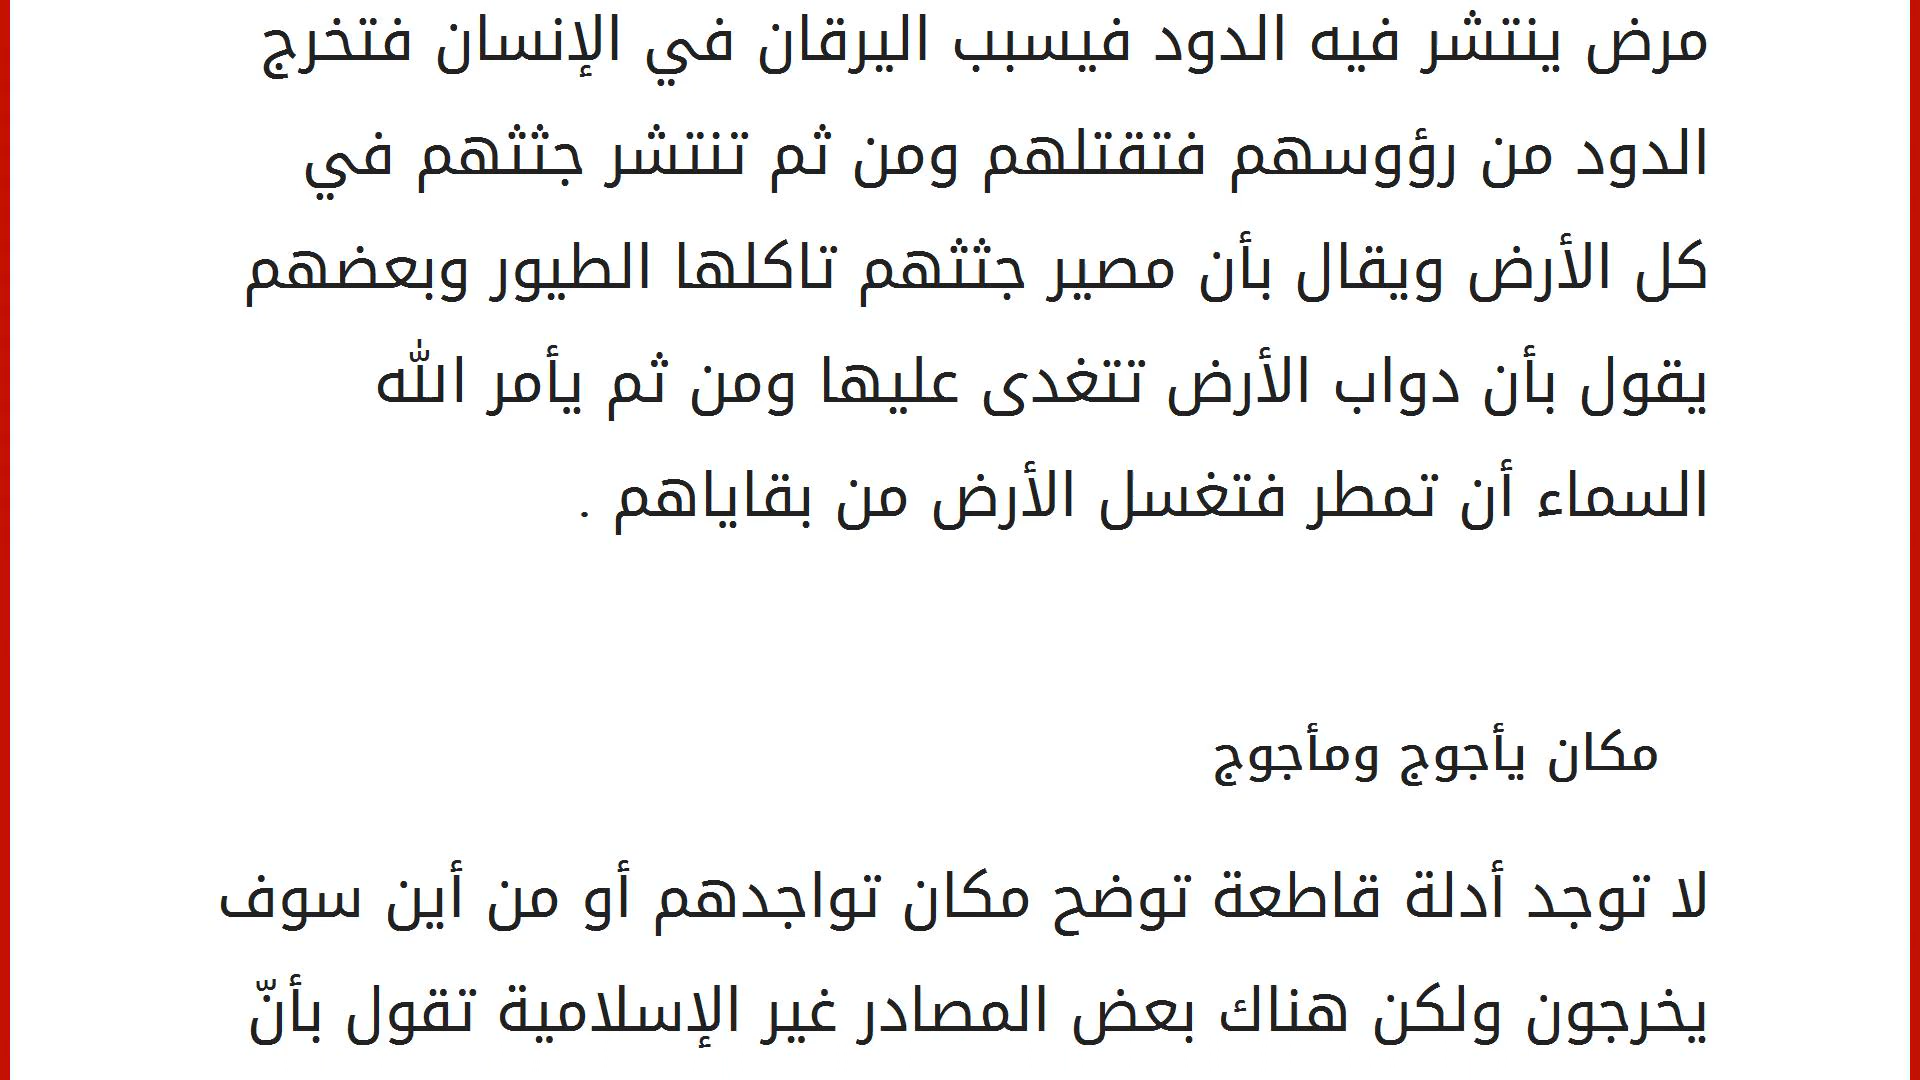 مرض ينتشر فيه الدود فيسبب اليرقان في الإنسان فتخرج
الدود من رؤوسهم فتقتلهم ومن ثم تنتشر جثثهم في
كل الأرض ويقال بأن مصير جثثهم تاكلها الطيور وبعضهم
يقول بأن دواب الأرض تتغدى عليها ومن ثم يأمر الله
السماء أن تمطر فتغسل الأرض من بقاياهم .
مكان يأجوج ومأجوج
لا توجد أدلة قاطعة توضح مكان تواجدهم أو من أين سوف
يخرجون ولكن هناك بعض المصادر غير الإسلامية تقول بأنّ